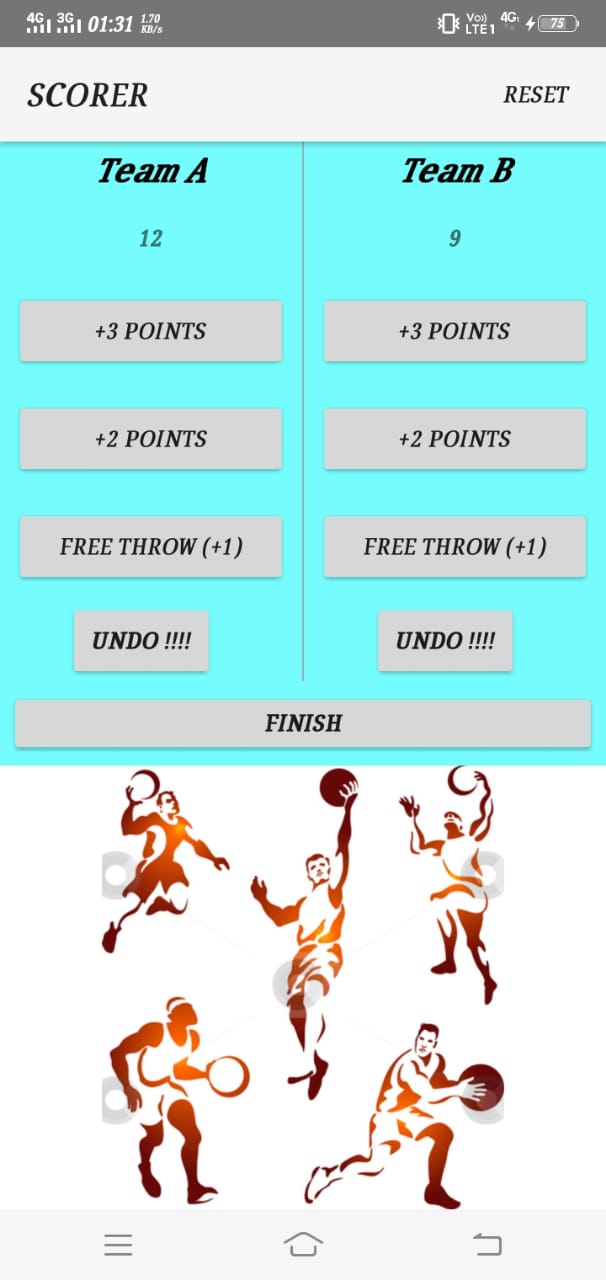 4G 3G 01:31 1.70 KB/s Vo)) LTE1 4G 75
SCORER RESET
Team A Team B
12 9
+3 POINTS +3 POINTS
+2 POINTS +2 POINTS
FREE THROW (+1) FREE THROW (+1)
UNDO !!!! UNDO !!!!
FINISH